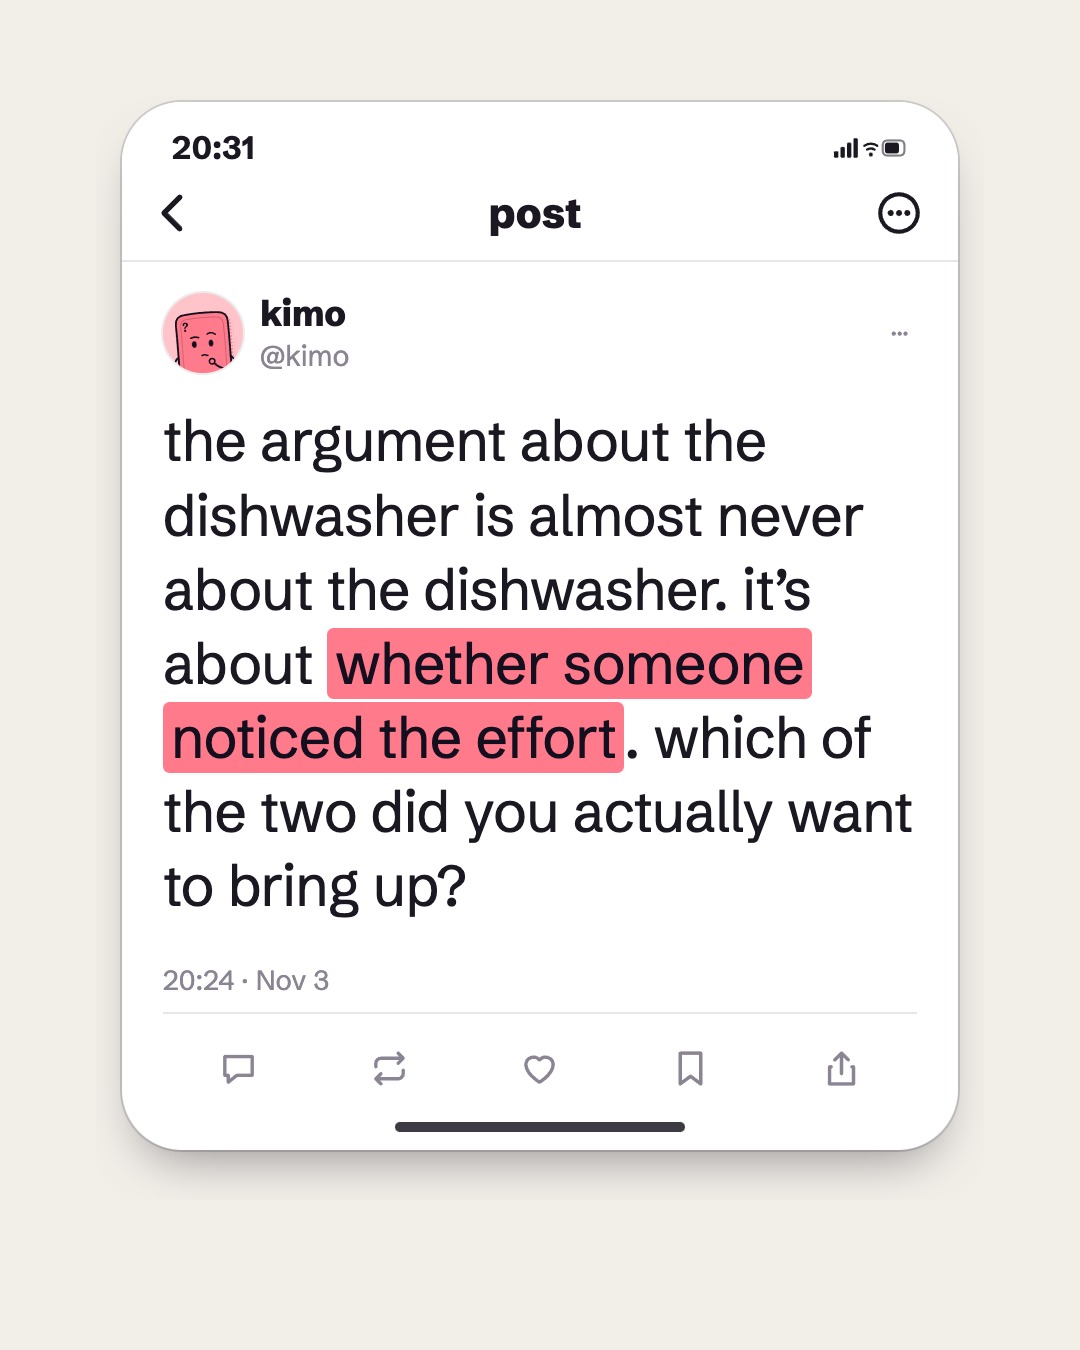 20:31
post
kimo
@kimo
the argument about the
dishwasher is almost never
about the dishwasher. it’s
about whether someone
noticed the effort. which of
the two did you actually want
to bring up?
20:24 · Nov 3